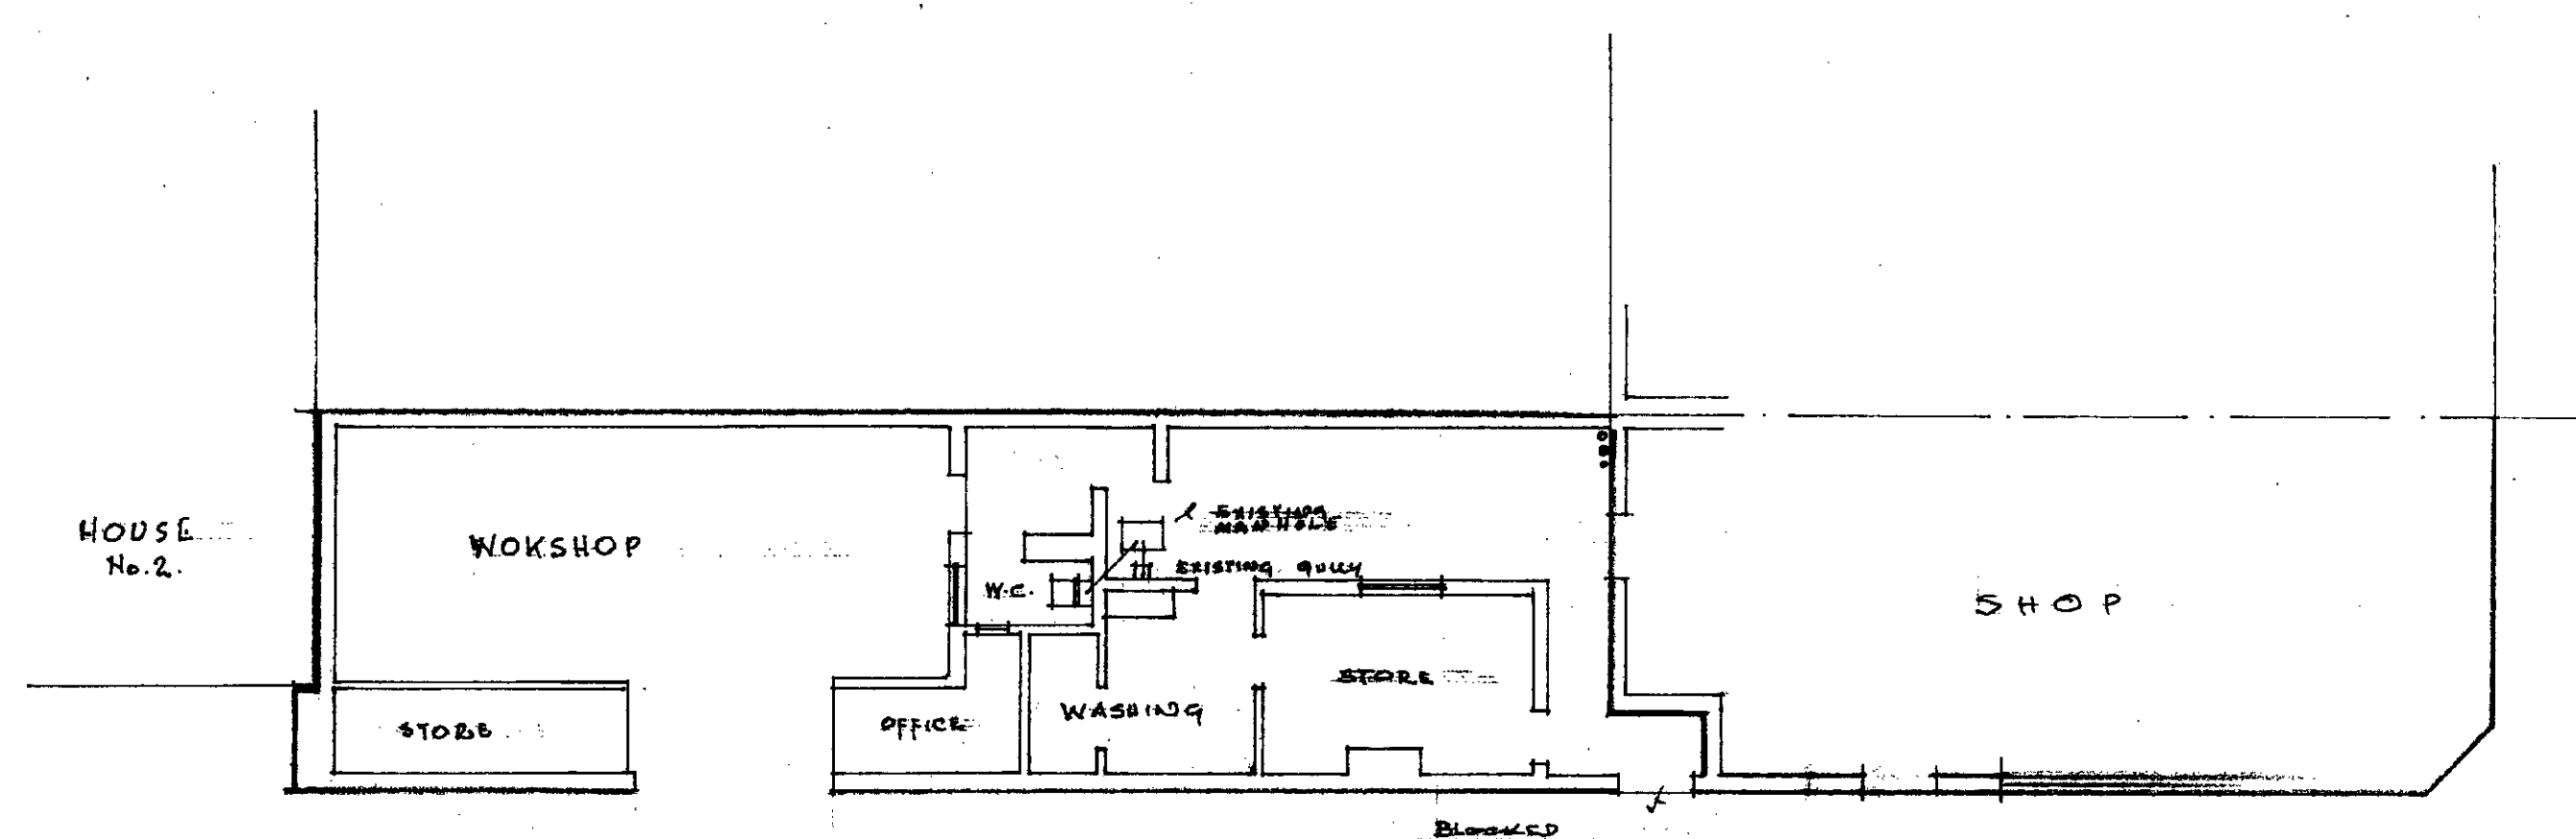 HOUSE
No. 2.
WOKSHOP
EXISTING
MANHOLE
EXISTING GULLY
W.C.
SHOP
STORE
STORE
OFFICE
WASHING
BLOCKED